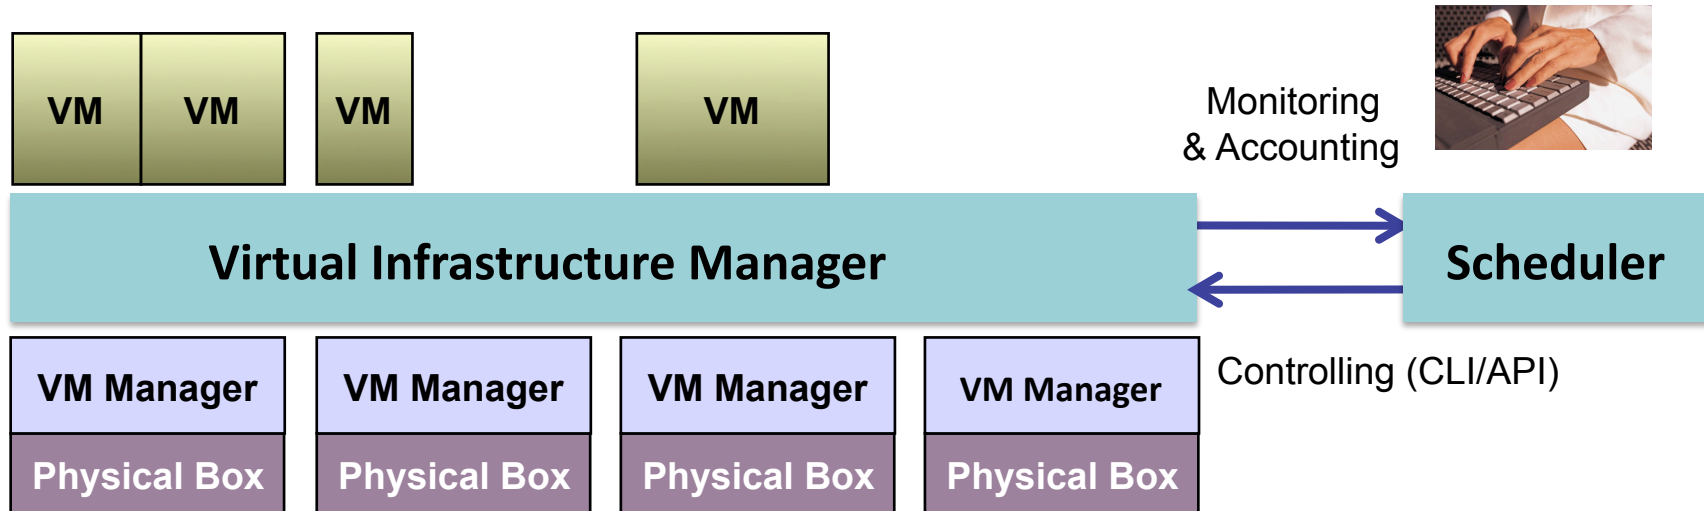 VM
VM
VM
VM
Monitoring
& Accounting
Virtual Infrastructure Manager
Scheduler
VM Manager
VM Manager
VM Manager
VM Manager
Controlling (CLI/API)
Physical Box
Physical Box
Physical Box
Physical Box